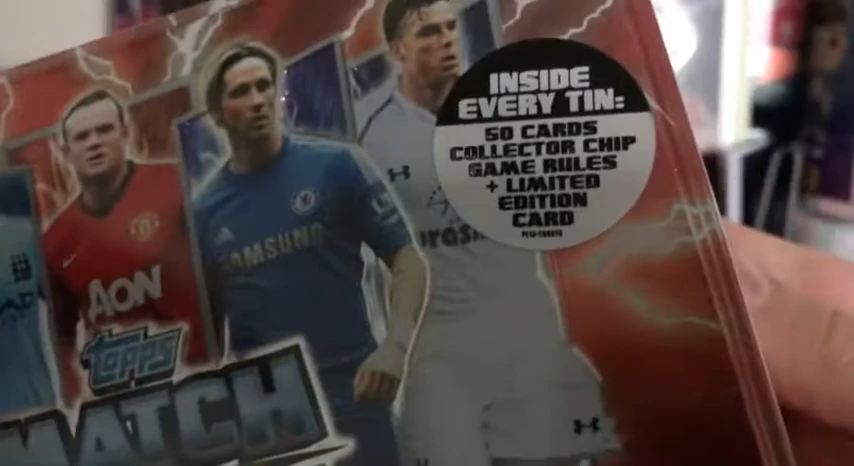 INSIDE
EVERY TIN:
50 CARDS
COLLECTOR CHIP
GAME RULES
+ LIMITED
EDITION
CARD
SAMSUNG
AON
topps
MATCH